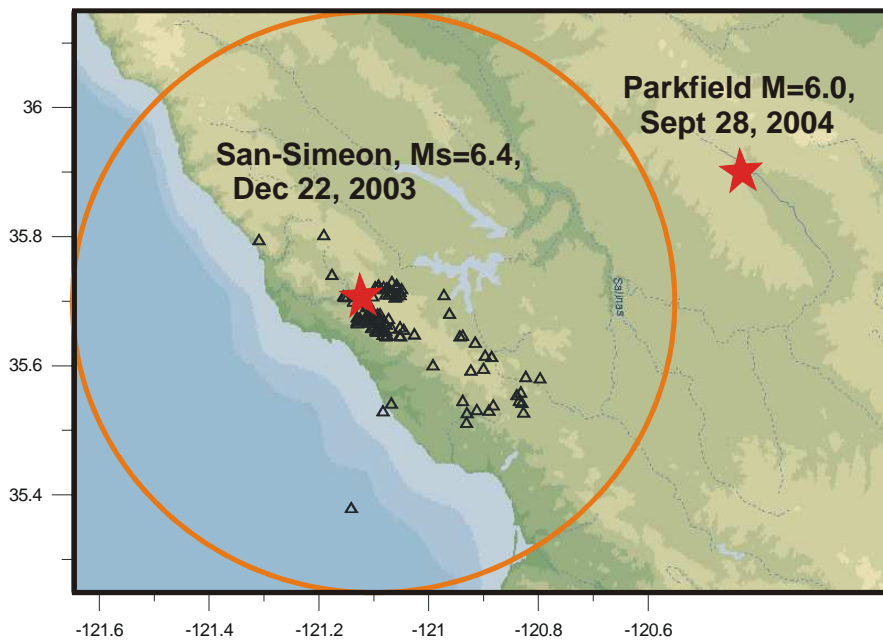 Parkfield M=6.0,
Sept 28, 2004
San-Simeon, Ms=6.4,
Dec 22, 2003
Salinas
36
35.8
35.6
35.4
-121.6
-121.4
-121.2
-121
-120.8
-120.6